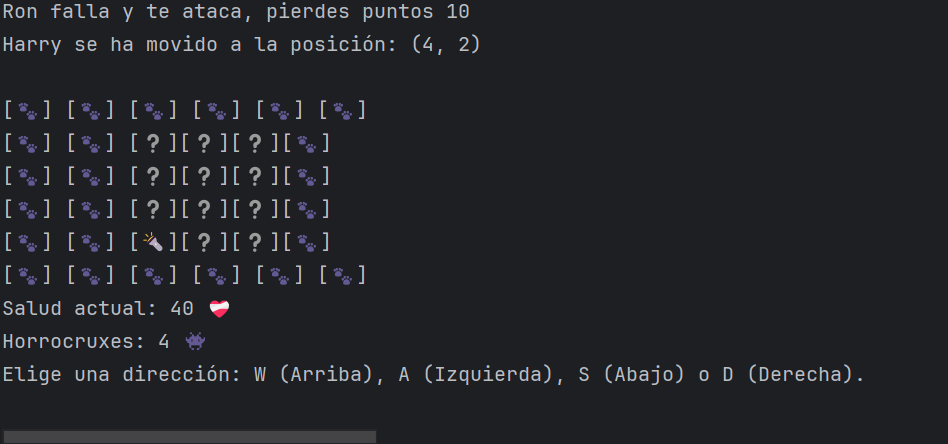 Ron falla y te ataca, pierdes puntos 10
Harry se ha movido a la posición: (4, 2)
[🐾] [🐾] [🐾] [🐾] [🐾] [🐾]
[🐾] [🐾] [❔][❔][❔][🐾]
[🐾] [🐾] [❔][❔][❔][🐾]
[🐾] [🐾] [❔][❔][❔][🐾]
[🐾] [🐾] [🔦][❔][❔][🐾]
[🐾] [🐾] [🐾] [🐾] [🐾] [🐾]
Salud actual: 40 ❤️‍🩹
Horrocruxes: 4 👾
Elige una dirección: W (Arriba), A (Izquierda), S (Abajo) o D (Derecha).